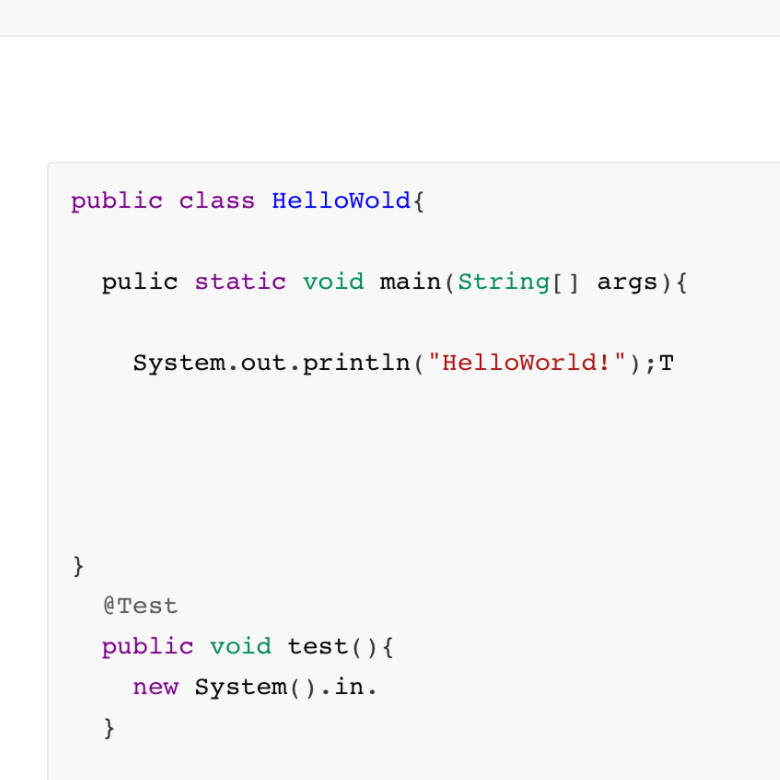 public class HelloWold{
pulic static void main(String[] args){
System.out.println("HelloWorld!");T
}
@Test
public void test(){
new System().in.
}